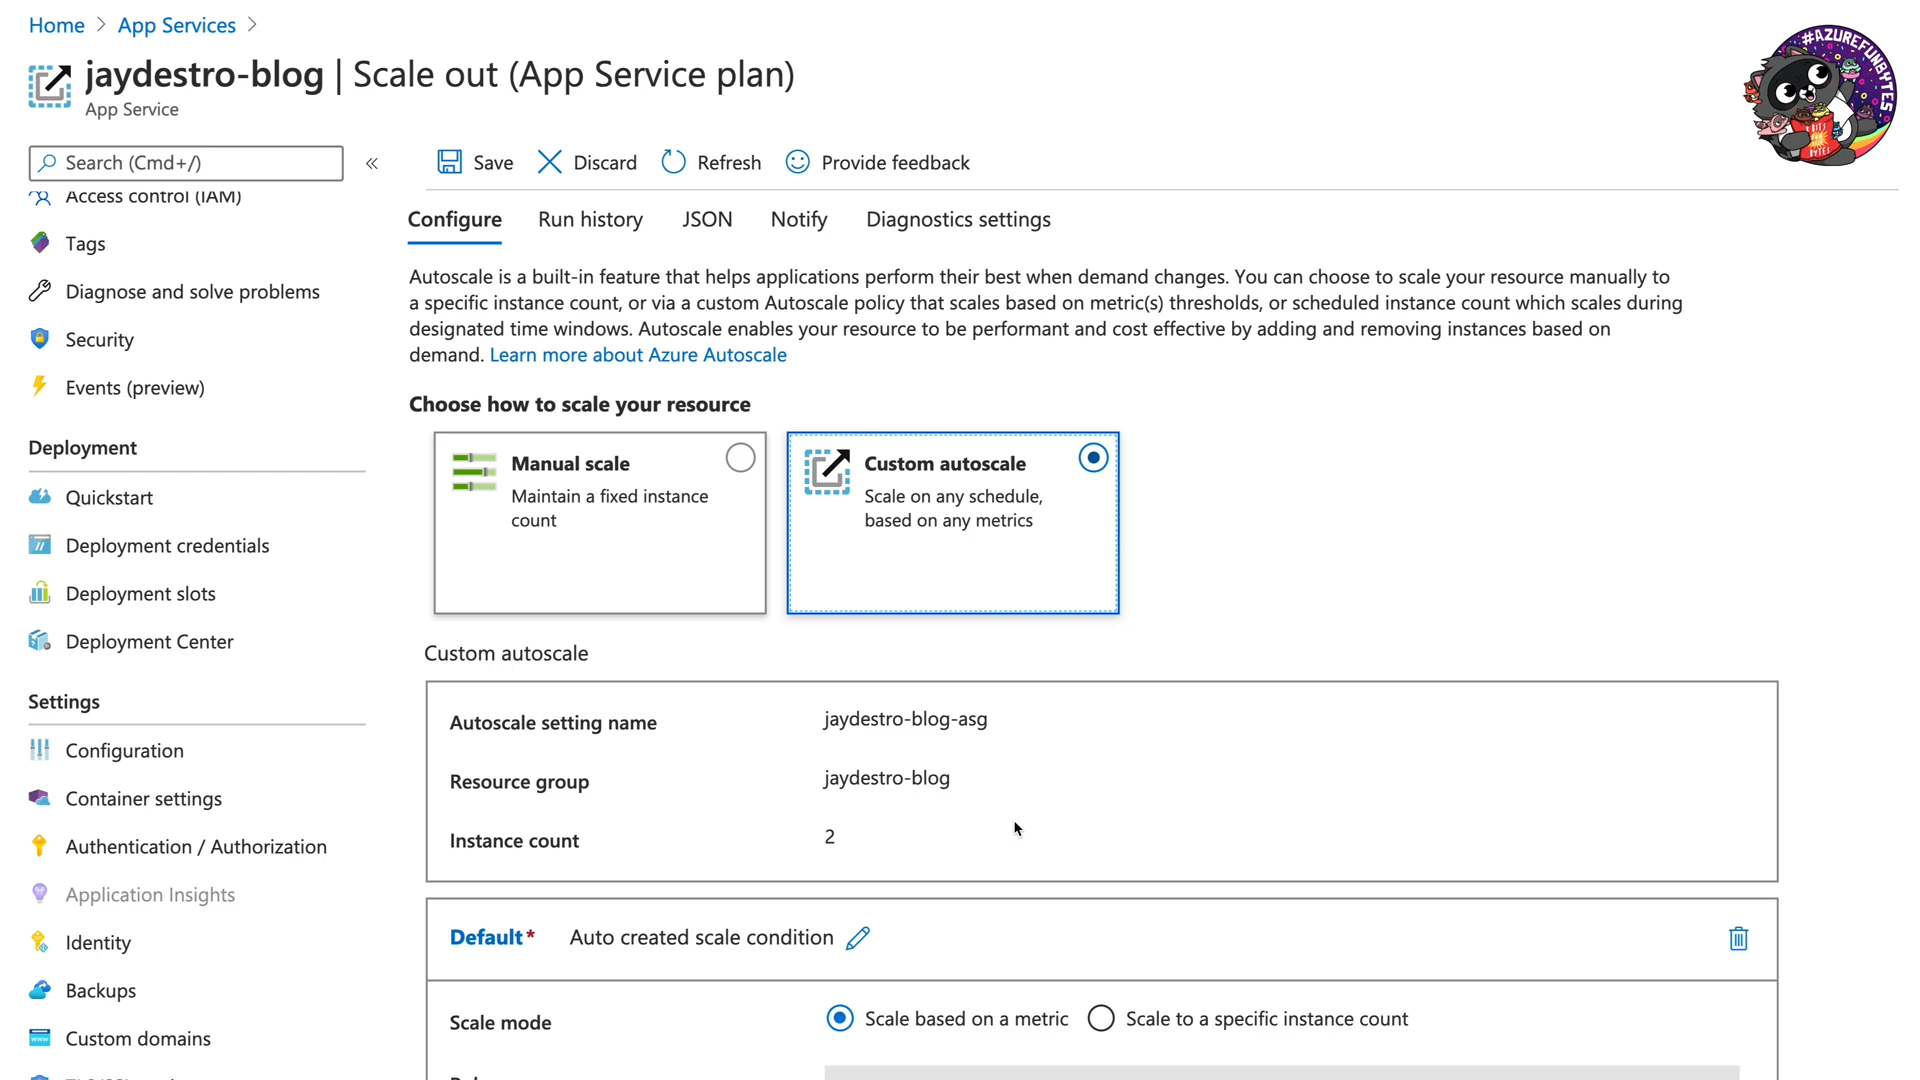 Home > App Services >
jaydestro-blog | Scale out (App Service plan)
App Service
#AZUREFUNBYTES
BITS
BYTES
Search (Cmd+/)
«
Access control (IAM)
Tags
Diagnose and solve problems
Security
Events (preview)
Deployment
Quickstart
Deployment credentials
Deployment slots
Deployment Center
Settings
Configuration
Container settings
Authentication / Authorization
Application Insights
Identity
Backups
Custom domains
Save Discard Refresh Provide feedback
Configure Run history JSON Notify Diagnostics settings
Autoscale is a built-in feature that helps applications perform their best when demand changes. You can choose to scale your resource manually to
a specific instance count, or via a custom Autoscale policy that scales based on metric(s) thresholds, or scheduled instance count which scales during
designated time windows. Autoscale enables your resource to be performant and cost effective by adding and removing instances based on
demand. Learn more about Azure Autoscale
Choose how to scale your resource
Manual scale
Maintain a fixed instance
count
Custom autoscale
Scale on any schedule,
based on any metrics
Custom autoscale
Autoscale setting name jaydestro-blog-asg
Resource group jaydestro-blog
Instance count 2
Default* Auto created scale condition
Scale mode Scale based on a metric Scale to a specific instance count